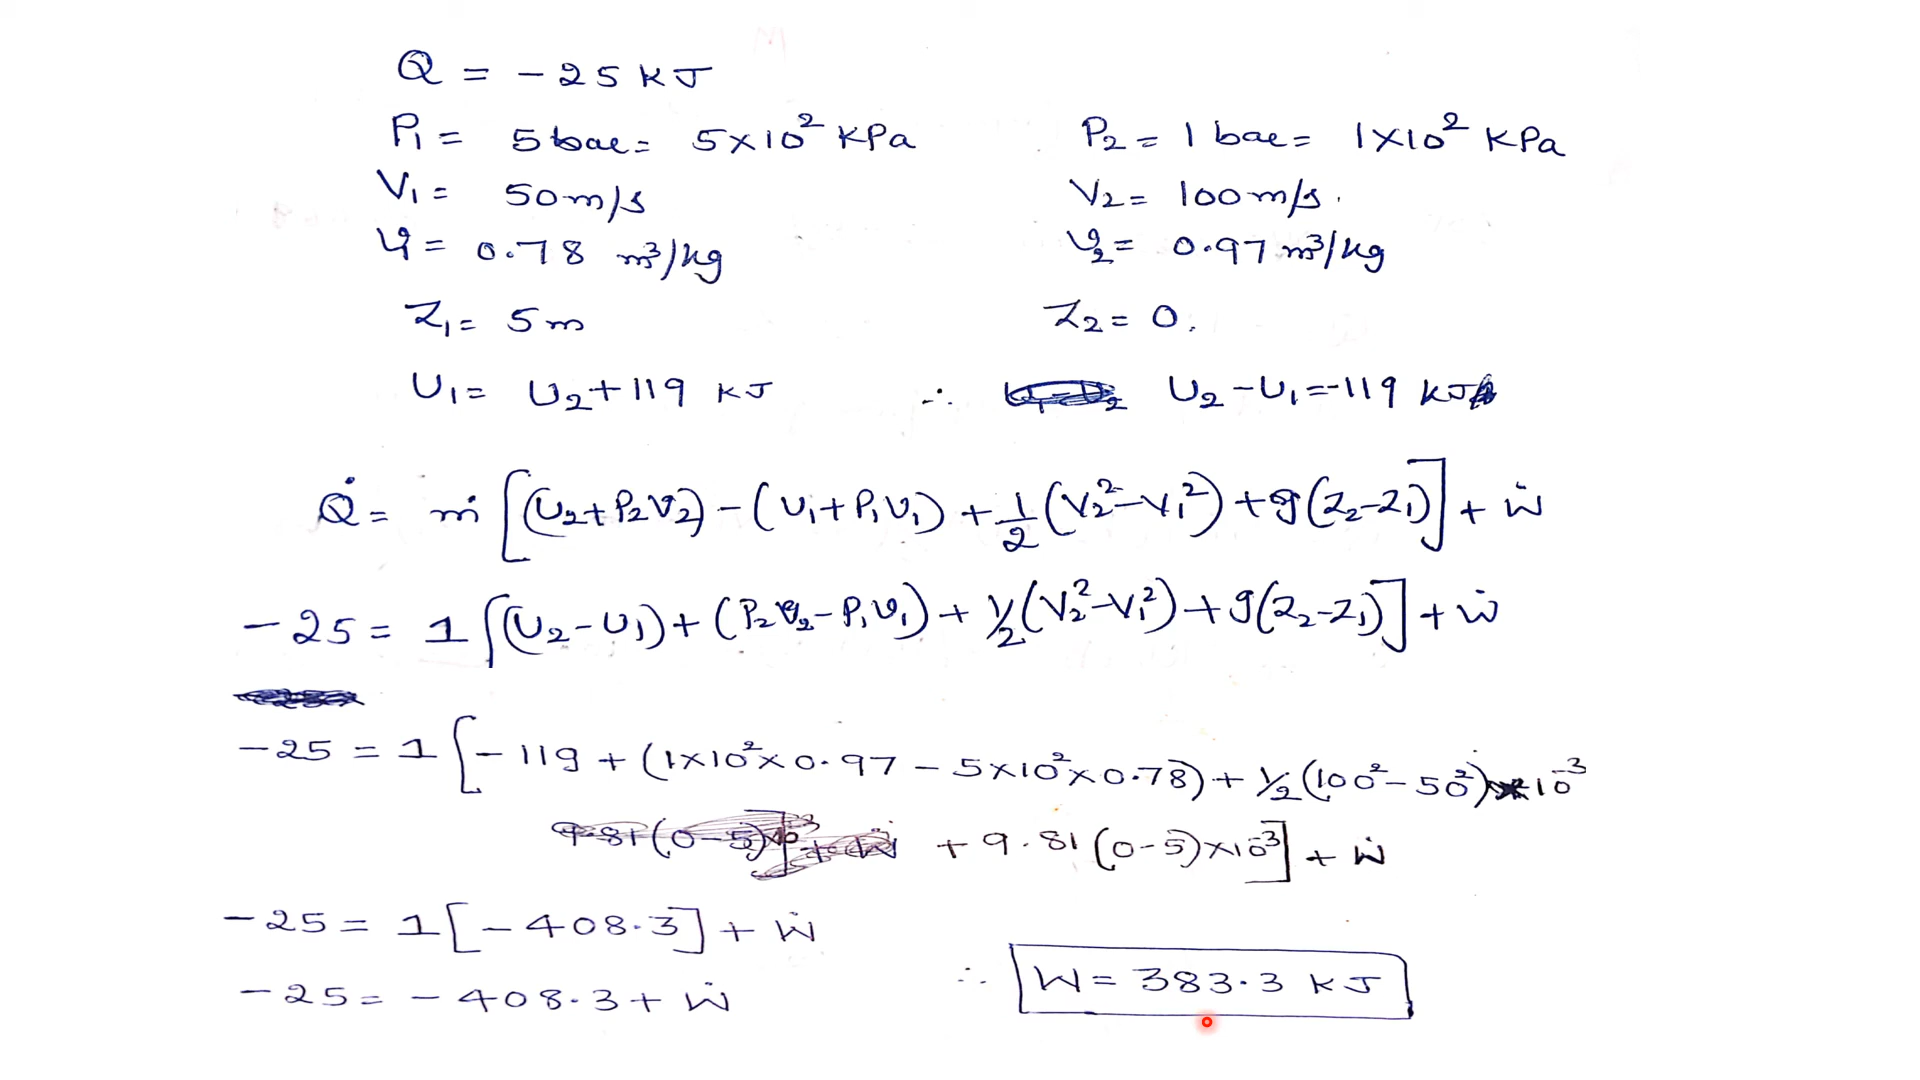 Q = -25 KJ
P₁ = 5 bar = 5×10² KPa P₂ = 1 bar = 1×10² KPa
V₁ = 50 m/s V₂ = 100 m/s.
v₁ = 0.78 m³/kg v₂ = 0.97 m³/kg
Z₁ = 5 m Z₂ = 0.
U₁ = U₂ + 119 KJ ∴ U₂ - U₁ = -119 KJ
Q̇ = ṁ [(U₂+P₂V₂) - (U₁+P₁V₁) + 1/2 (V₂² - V₁²) + g(Z₂-Z₁)] + ẇ
-25 = 1 [(U₂-U₁) + (P₂v₂ - P₁v₁) + 1/2 (V₂² - V₁²) + g(Z₂-Z₁)] + ẇ
-25 = 1 [-119 + (1×10² × 0.97 - 5×10² × 0.78) + 1/2 (100² - 50²) × 10⁻³
+ 9.81 (0-5) × 10⁻³] + ẇ
-25 = 1 [-408.3] + ẇ
-25 = -408.3 + ẇ ∴ W = 383.3 KJ